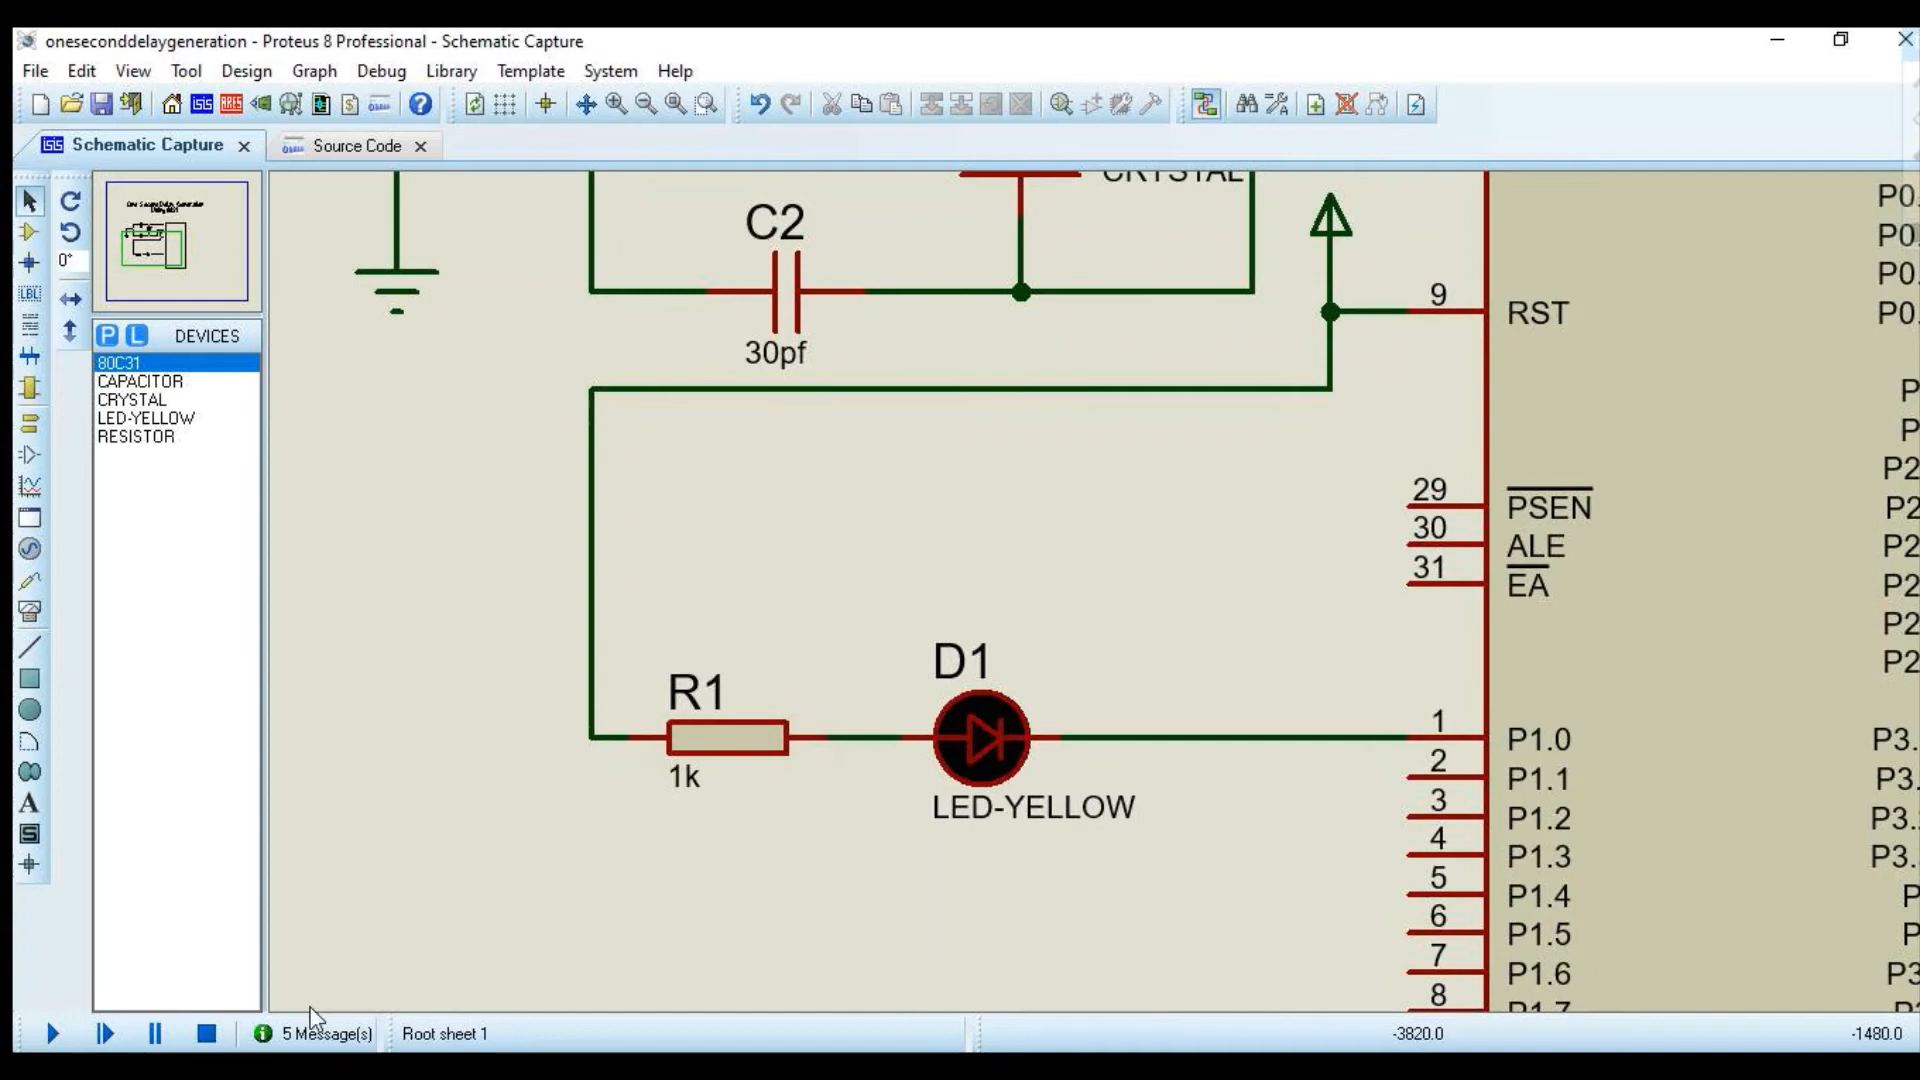 oneseconddelaygeneration - Proteus 8 Professional - Schematic Capture
File Edit View Tool Design Graph Debug Library Template System Help
isis ARES
Schematic Capture
Source Code
LBL
0°
P L DEVICES
80C31
CAPACITOR
CRYSTAL
LED-YELLOW
RESISTOR
CRYSTAL
C2
30pf
9 RST
P0.
P0.
P0.
P0.
P
P
P2
29 PSEN P2
30 ALE P2
31 EA P2
P2
P2
R1
1k
D1
LED-YELLOW
1 P1.0 P3.
2 P1.1 P3.
3 P1.2 P3.
4 P1.3 P3.
5 P1.4 P
6 P1.5 P
7 P1.6 P3
8 P1.7
A
S
5 Message(s) Root sheet 1 -3820.0 -1480.0